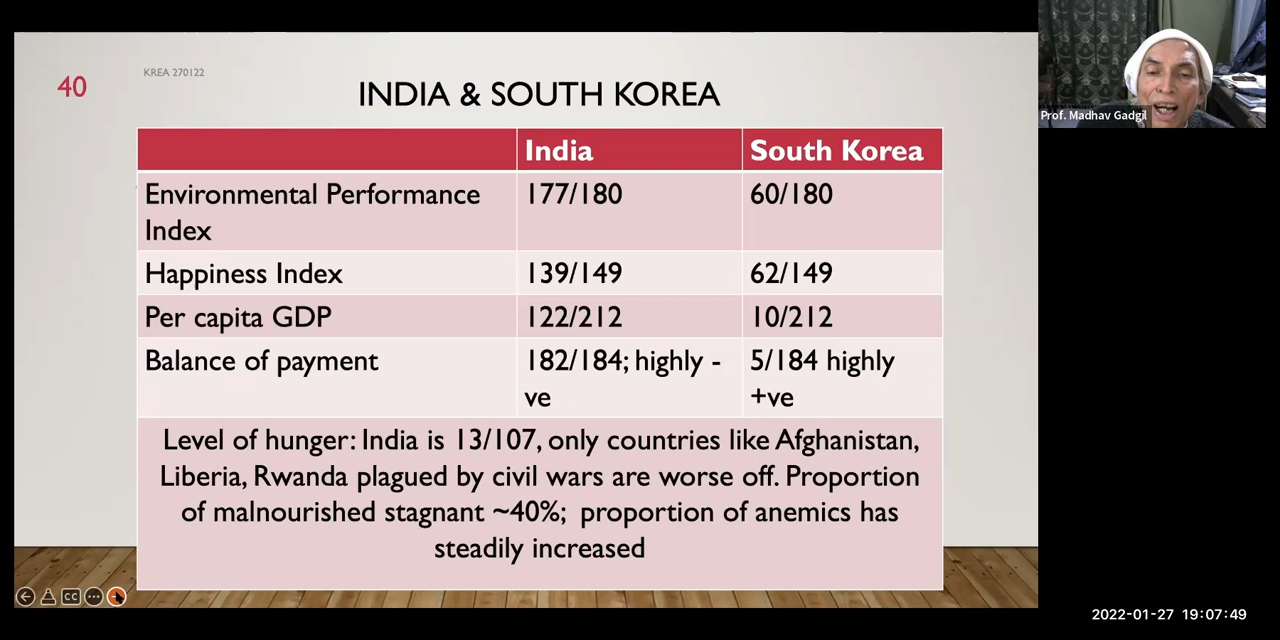 40
KREA 270122
INDIA & SOUTH KOREA
India
South Korea
Environmental Performance
Index
177/180
60/180
Happiness Index
139/149
62/149
Per capita GDP
122/212
10/212
Balance of payment
182/184; highly -
ve
5/184 highly
+ve
Level of hunger: India is 13/107, only countries like Afghanistan,
Liberia, Rwanda plagued by civil wars are worse off. Proportion
of malnourished stagnant ~40%; proportion of anemics has
steadily increased
CC
Prof. Madhav Gadgil
2022-01-27 19:07:49